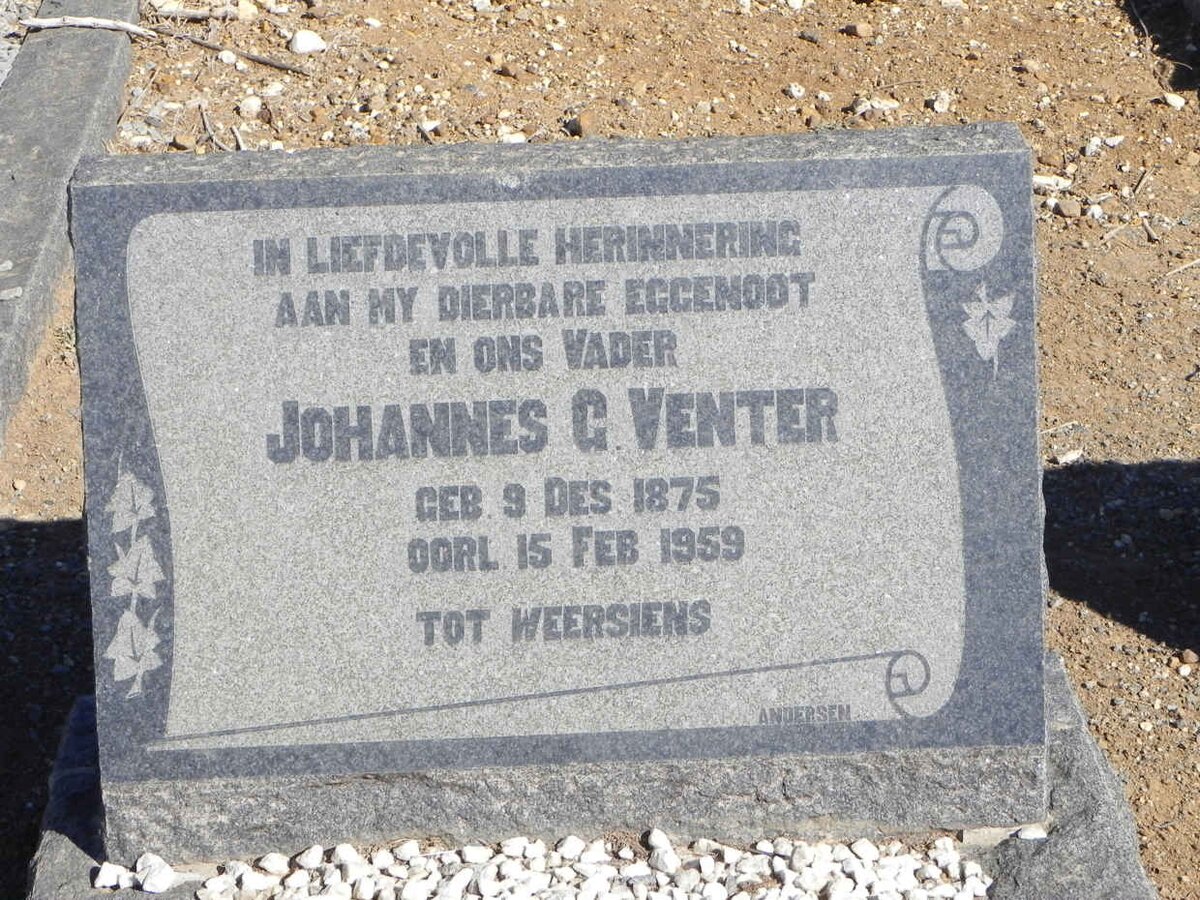 IN LIEFDEVOLLE HERINNERING
AAN MY DIERBARE EGGENOOT
EN ONS VADER
JOHANNES G. VENTER
GEB. 9 DES. 1875
OORL. 15 FEB. 1959
TOT WEERSIENS
ANDERSEN